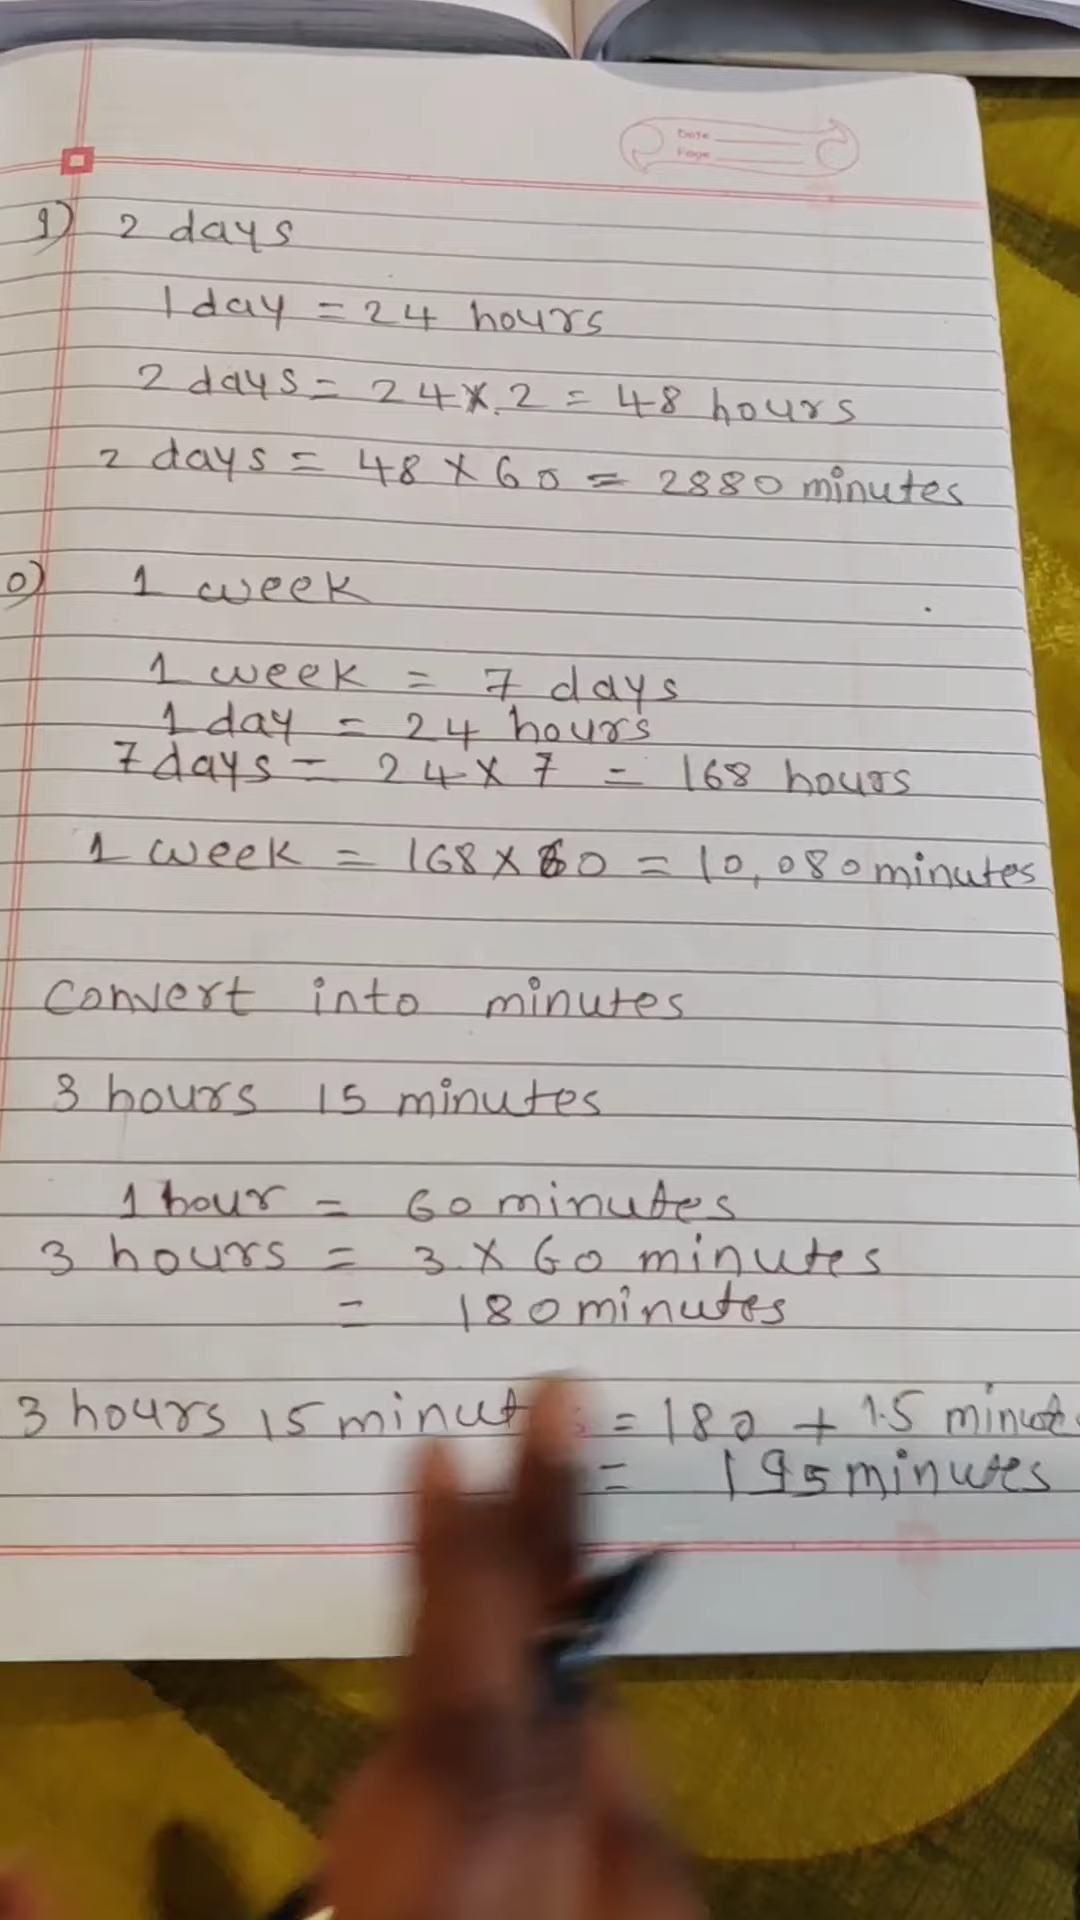 Date
Page
9) 2 days
1 day = 24 hours
2 days = 24 x 2 = 48 hours
2 days = 48 x 60 = 2880 minutes
0) 1 week
1 week = 7 days
1 day = 24 hours
7 days = 24 x 7 = 168 hours
1 week = 168 x 60 = 10,080 minutes
Convert into minutes
3 hours 15 minutes
1 hour = 60 minutes
3 hours = 3 x 60 minutes
= 180 minutes
3 hours 15 minut = 180 + 15 minut
= 195 minutes